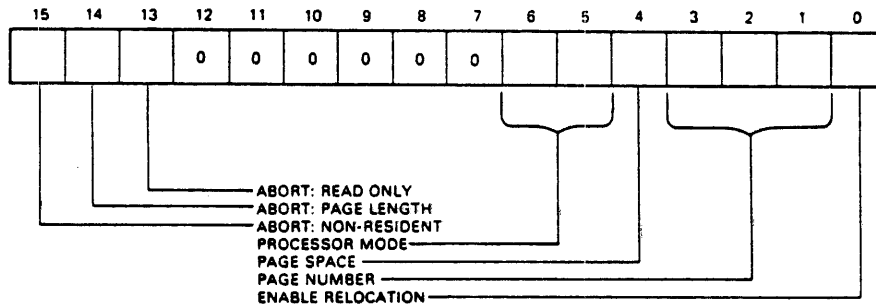 15 14 13 12 11 10 9 8 7 6 5 4 3 2 1 0
0 0 0 0 0 0
ABORT: READ ONLY
ABORT: PAGE LENGTH
ABORT: NON-RESIDENT
PROCESSOR MODE
PAGE SPACE
PAGE NUMBER
ENABLE RELOCATION